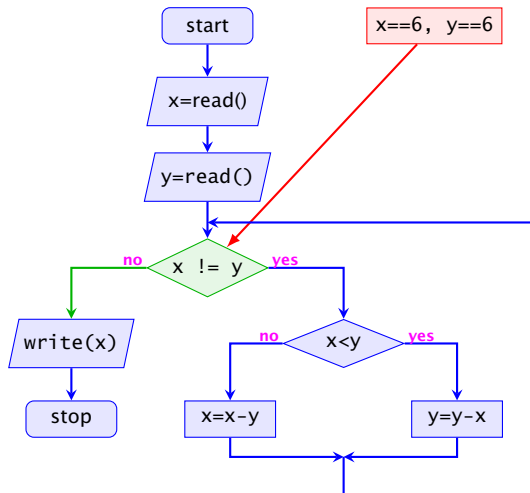 start
x==6, y==6
x=read()
y=read()
no
x != y
yes
write(x)
no
x<y
yes
stop
x=x-y
y=y-x